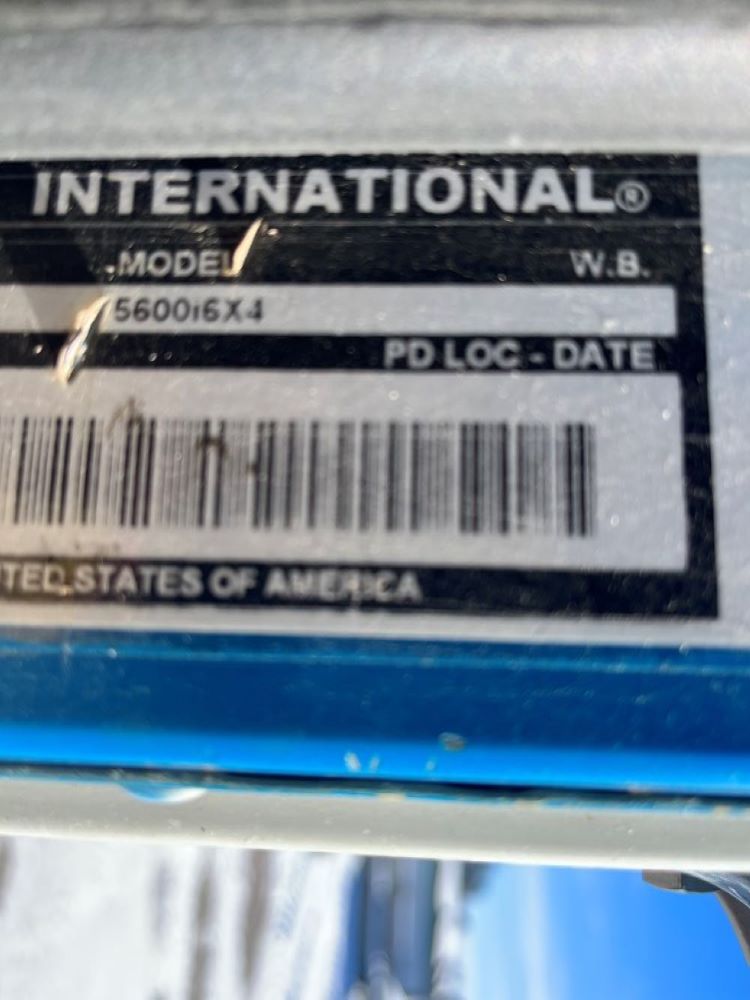 INTERNATIONAL®
MODEL W.B.
5600i6X4
PD LOC - DATE
TED STATES OF AMERICA